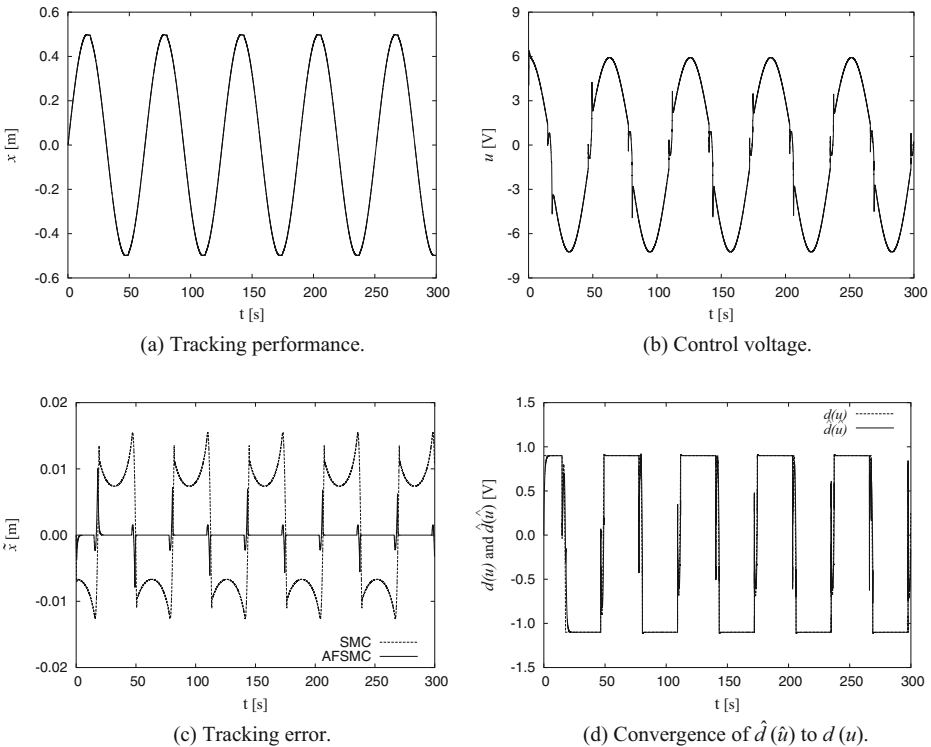 0.6
0.4
0.2
0.0
-0.2
-0.4
-0.6
x [m]
0 50 100 150 200 250 300
t [s]
(a) Tracking performance.
9
6
3
0
-3
-6
-9
u [V]
0 50 100 150 200 250 300
t [s]
(b) Control voltage.
0.02
0.01
0.00
-0.01
-0.02
x̃ [m]
SMC
AFSMC
0 50 100 150 200 250 300
t [s]
(c) Tracking error.
1.5
1.0
0.5
0.0
-0.5
-1.0
-1.5
d(u) and d̂(û) [V]
d(u)
d̂(û)
0 50 100 150 200 250 300
t [s]
(d) Convergence of d̂ (û) to d (u).